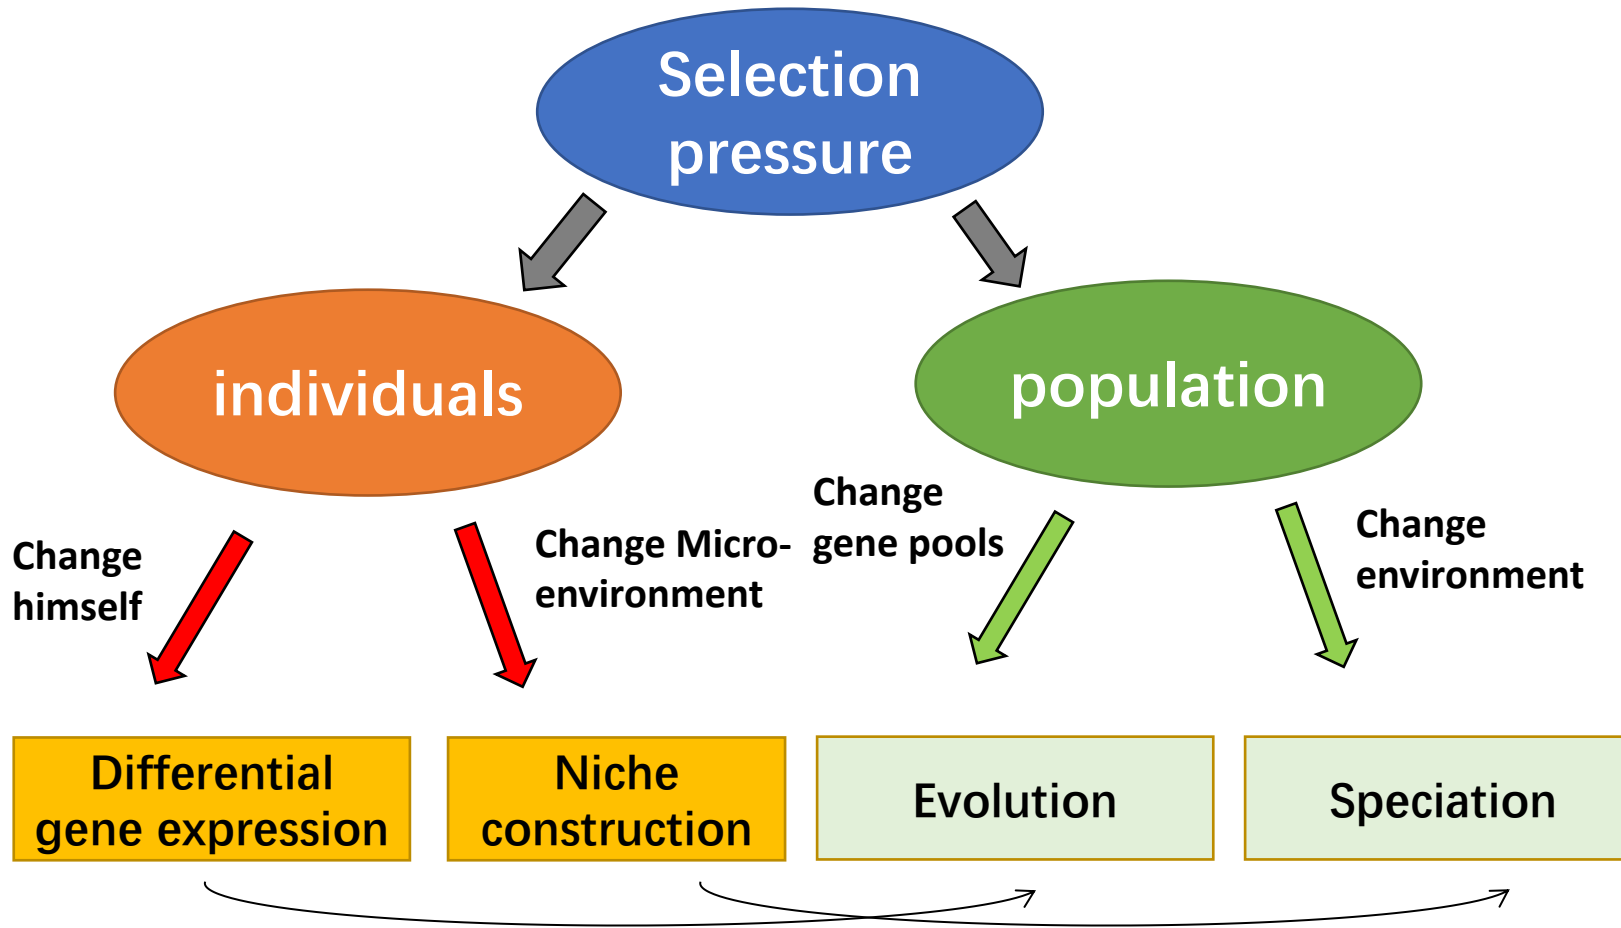 Selection
pressure
individuals
population
Change
himself
Change Micro-
environment
Change
gene pools
Change
environment
Differential
gene expression
Niche
construction
Evolution
Speciation